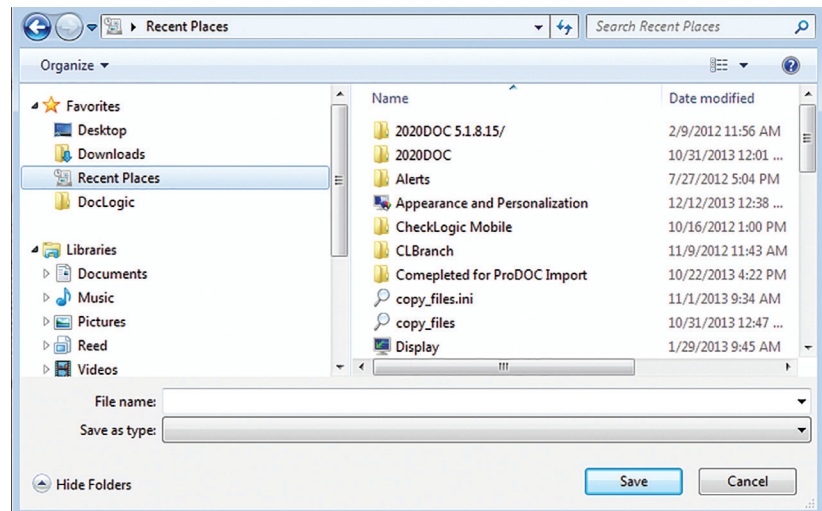 Recent Places
Search Recent Places
Organize
Favorites
Desktop
Downloads
Recent Places
DocLogic
Libraries
Documents
Music
Pictures
Reed
Videos
Name Date modified
2020DOC 5.1.8.15/ 2/9/2012 11:56 AM
2020DOC 10/31/2013 12:01 ...
Alerts 7/27/2012 5:04 PM
Appearance and Personalization 12/12/2013 12:38 ...
CheckLogic Mobile 10/16/2012 1:00 PM
CLBranch 11/9/2012 11:43 AM
Comepleted for ProDOC Import 10/22/2013 4:22 PM
copy_files.ini 11/1/2013 9:34 AM
copy_files 10/31/2013 12:47 ...
Display 1/29/2013 9:45 AM
File name:
Save as type:
Hide Folders
Save Cancel